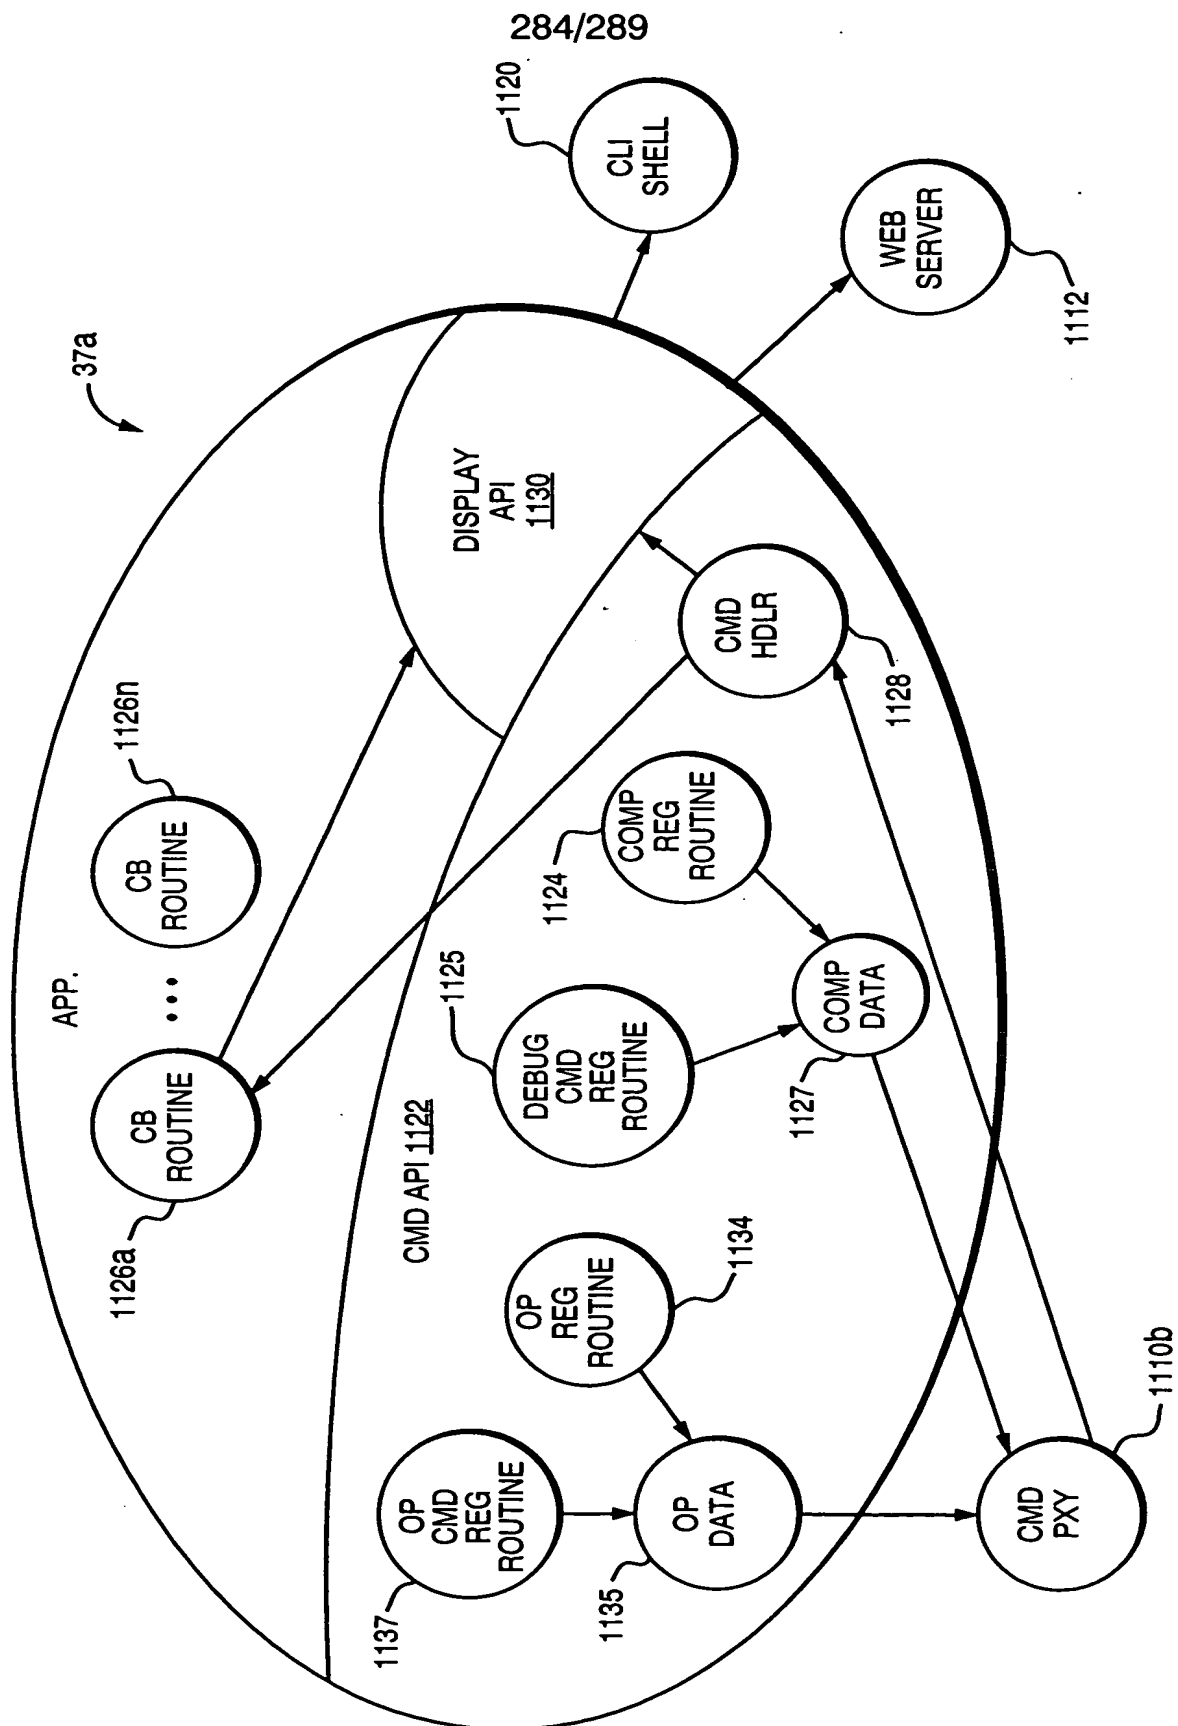 284/289
37a
APP.
1126a
CB
ROUTINE
...
CB
ROUTINE
1126n
DISPLAY
API
1130
1120
CLI
SHELL
WEB
SERVER
1112
CMD API 1122
1137
OP
CMD
REG
ROUTINE
OP
REG
ROUTINE
1134
1135
OP
DATA
1125
DEBUG
CMD
REG
ROUTINE
1124
COMP
REG
ROUTINE
1127
COMP
DATA
CMD
HDLR
1128
CMD
PXY
1110b